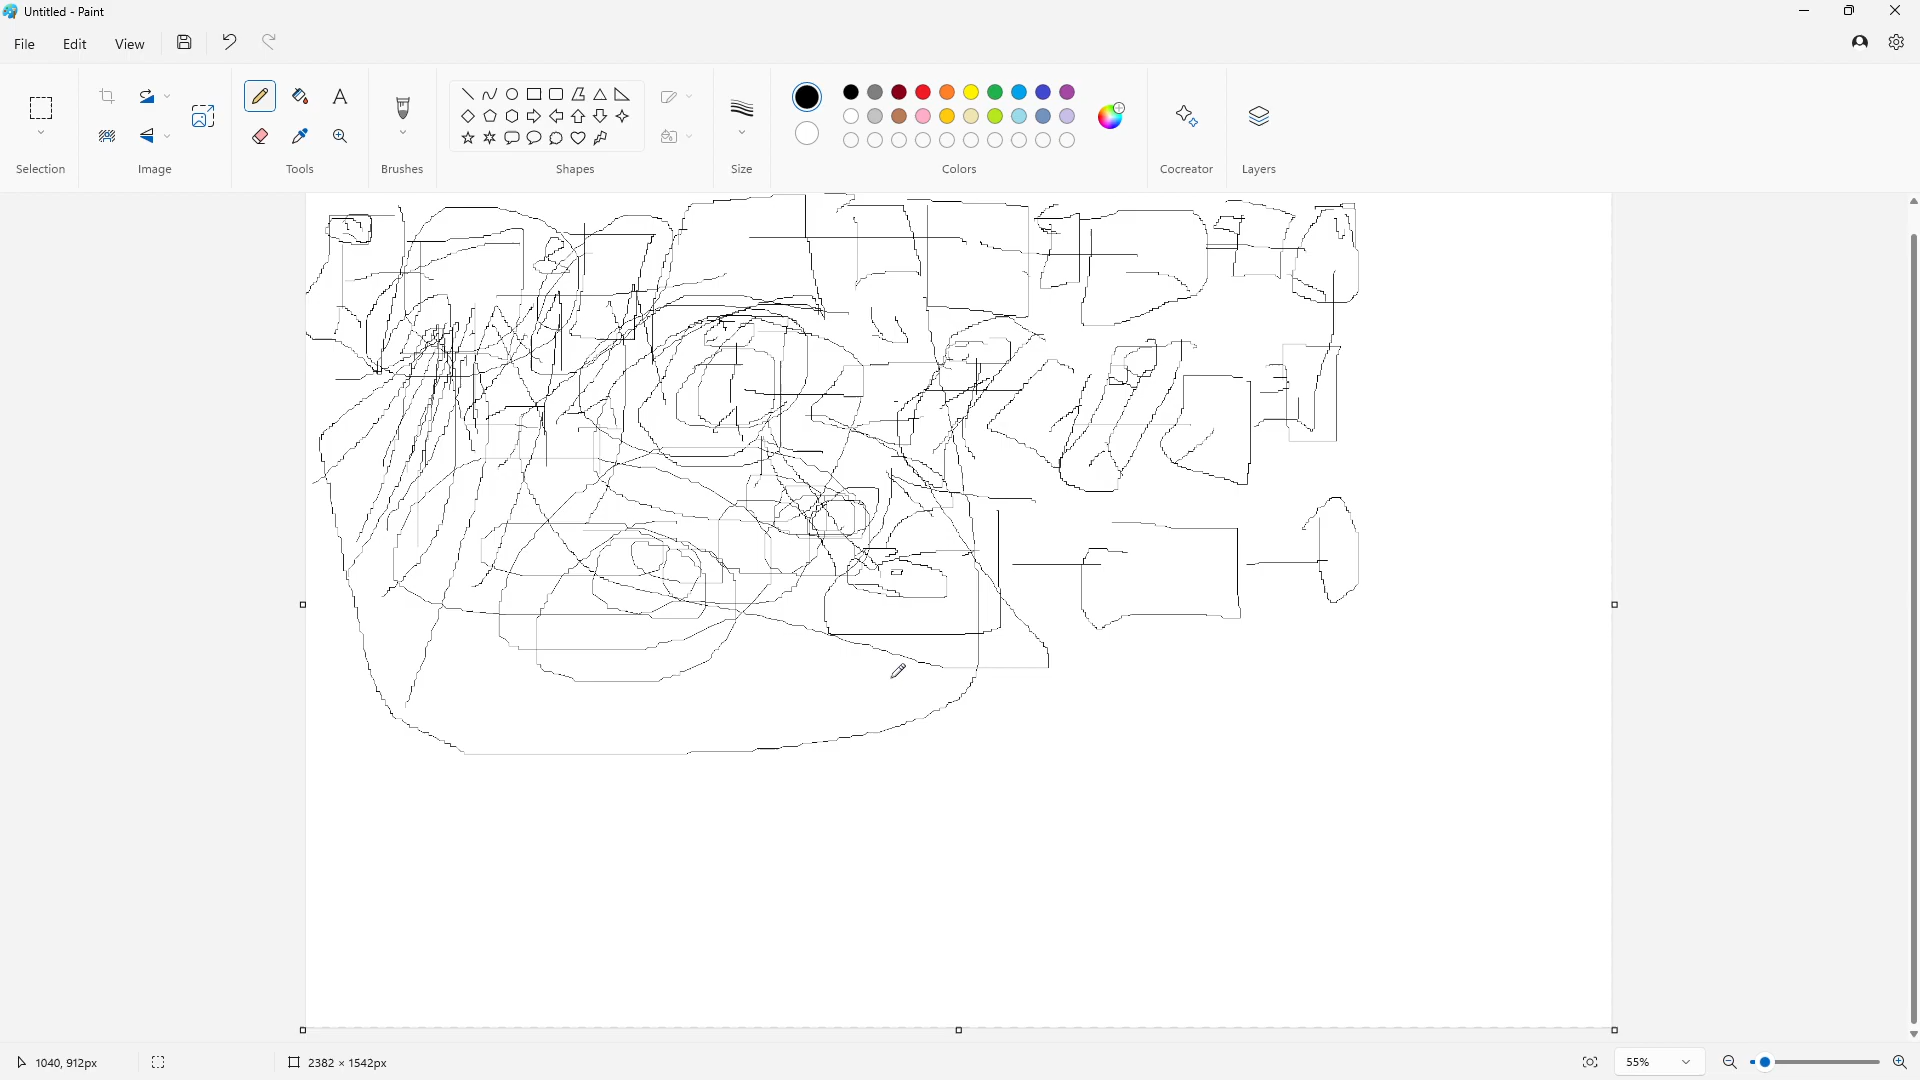 Untitled - Paint
File Edit View
Selection Image Tools Brushes Shapes Size Colors Cocreator Layers
1040, 912px 2382 × 1542px 55%